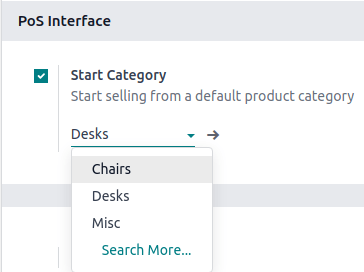 PoS Interface
Start Category
Start selling from a default product category
Desks
Chairs
Desks
Misc
Search More...